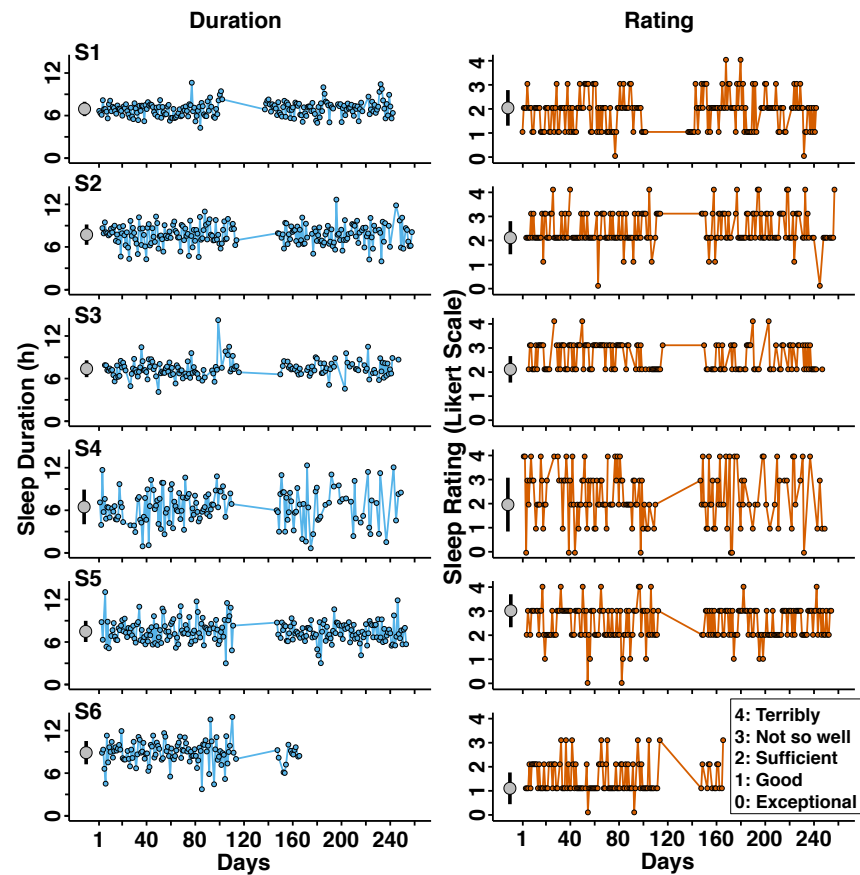 Duration
Rating
S1
12
6
0
4
3
2
1
0
S2
12
6
0
4
3
2
1
0
S3
12
6
0
4
3
2
1
0
S4
12
6
0
4
3
2
1
0
S5
12
6
0
4
3
2
1
0
S6
12
6
0
4
3
2
1
0
Sleep Duration (h)
Sleep Rating (Likert Scale)
4: Terribly
3: Not so well
2: Sufficient
1: Good
0: Exceptional
1 40 80 120 160 200 240
Days
1 40 80 120 160 200 240
Days